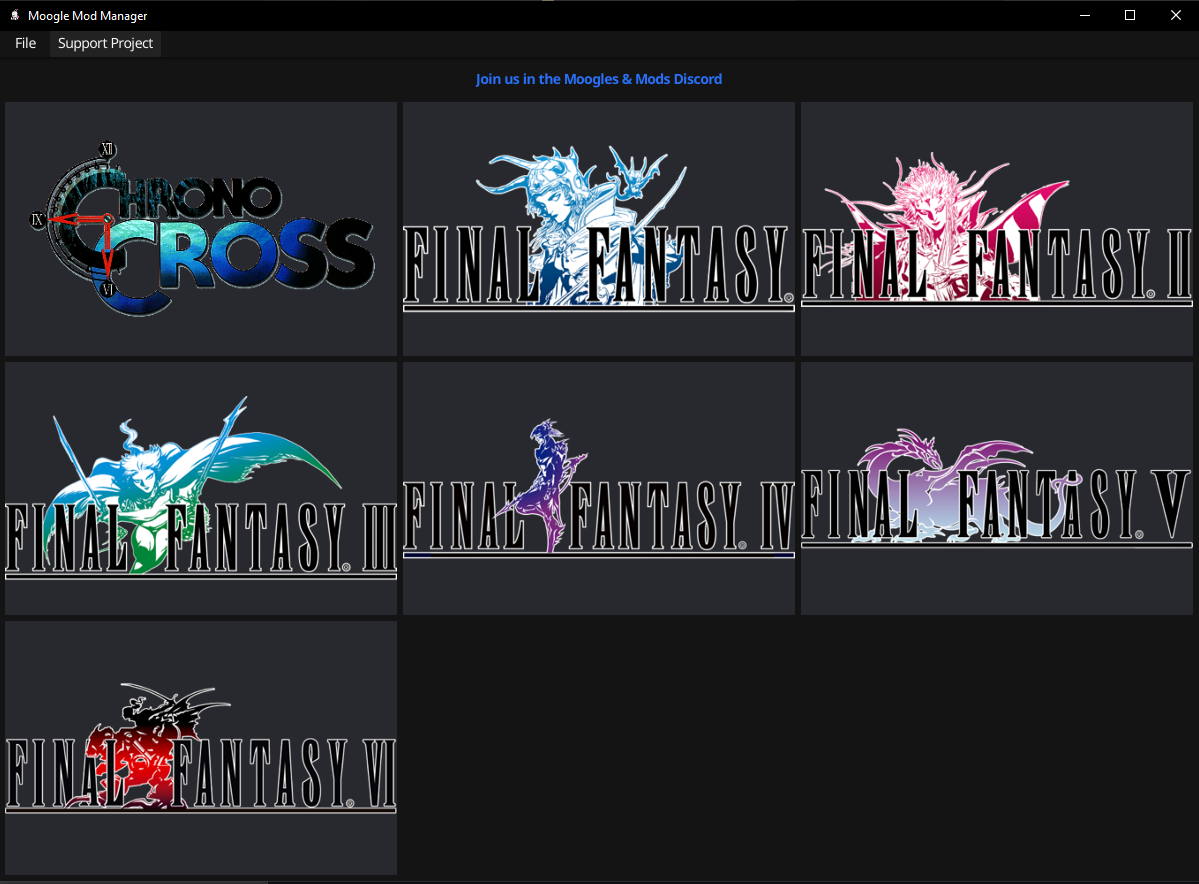 Moogle Mod Manager
File Support Project
Join us in the Moogles & Mods Discord
XII
IX
VI
CHRONO
CROSS
FINAL FANTASY®
FINAL FANTASY® II
FINAL FANTASY® III
FINAL FANTASY® IV
FINAL FANTASY® V
FINAL FANTASY® VI